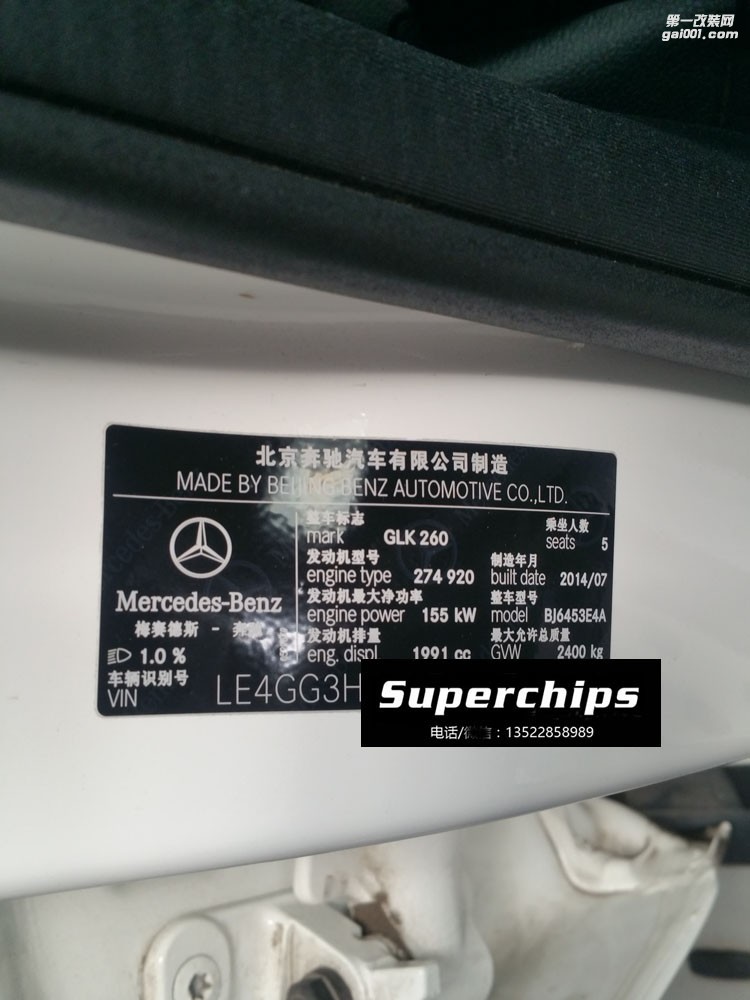 第一改装网
gai001.com
北京奔驰汽车有限公司制造
MADE BY BEIJING BENZ AUTOMOTIVE CO.,LTD.
整车标志
mark GLK 260
乘坐人数
seats 5
发动机型号
engine type 274 920
制造年月
built date 2014/07
发动机最大净功率
engine power 155 kW
整车型号
model BJ6453E4A
发动机排量
eng. displ 1991 cc
最大允许总质量
GVW 2400 kg
Mercedes-Benz
梅赛德斯 - 奔驰
1.0 %
车辆识别号
VIN LE4GG3H
Superchips
电话/微信：13522858989